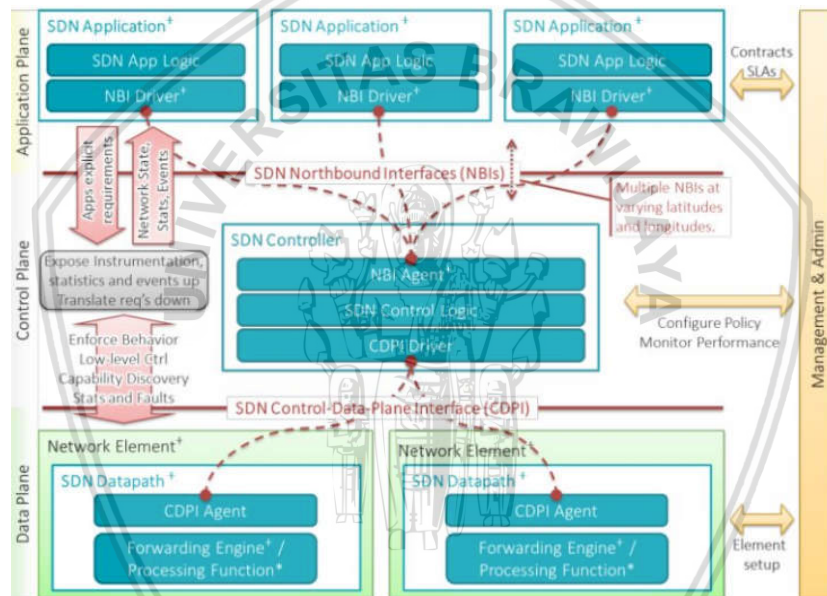 Application Plane
SDN Application⁺
SDN App Logic
NBI Driver⁺
SDN Application⁺
SDN App Logic
NBI Driver⁺
SDN Application⁺
SDN App Logic
NBI Driver⁺
Contracts
SLAs
Apps explicit
requirements
Network State,
Stats, Events
SDN Northbound Interfaces (NBIs)
Multiple NBIs at
varying latitudes
and longitudes.
Control Plane
Expose Instrumentation,
statistics and events up
Translate req's down
SDN Controller
NBI Agent⁺
SDN Control Logic
CDPI Driver
Configure Policy
Monitor Performance
Management & Admin
Enforce Behavior
Low-level Ctrl
Capability Discovery
Stats and Faults
SDN Control-Data-Plane Interface (CDPI)
Data Plane
Network Element⁺
SDN Datapath⁺
CDPI Agent
Forwarding Engine⁺ /
Processing Function*
Network Element⁺
SDN Datapath⁺
CDPI Agent
Forwarding Engine⁺ /
Processing Function*
Element
setup
UNIVERSITAS BRAWIJAYA